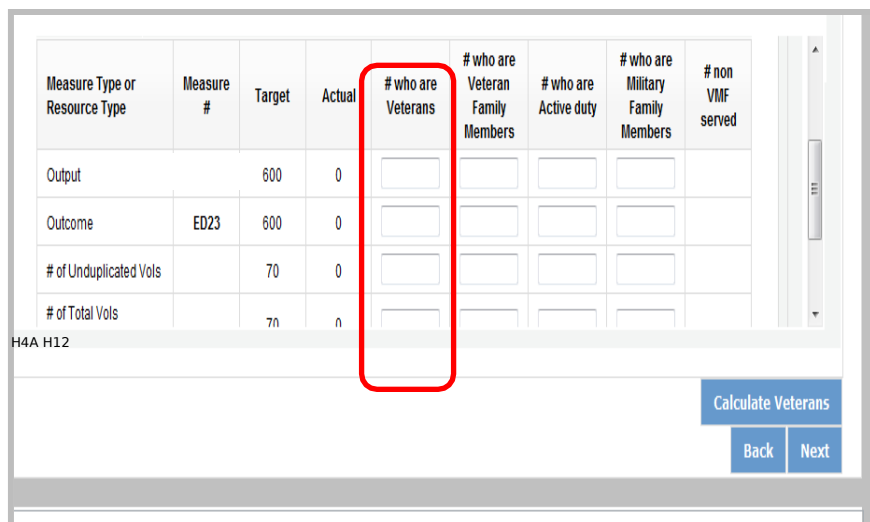 Measure Type or Resource Type Measure # Target Actual # who are Veterans # who are Veteran Family Members # who are Active duty # who are Military Family Members # non VMF served
Output 600 0
Outcome ED23 600 0
# of Unduplicated Vols 70 0
# of Total Vols 70 0
H4A H12
Calculate Veterans
Back Next